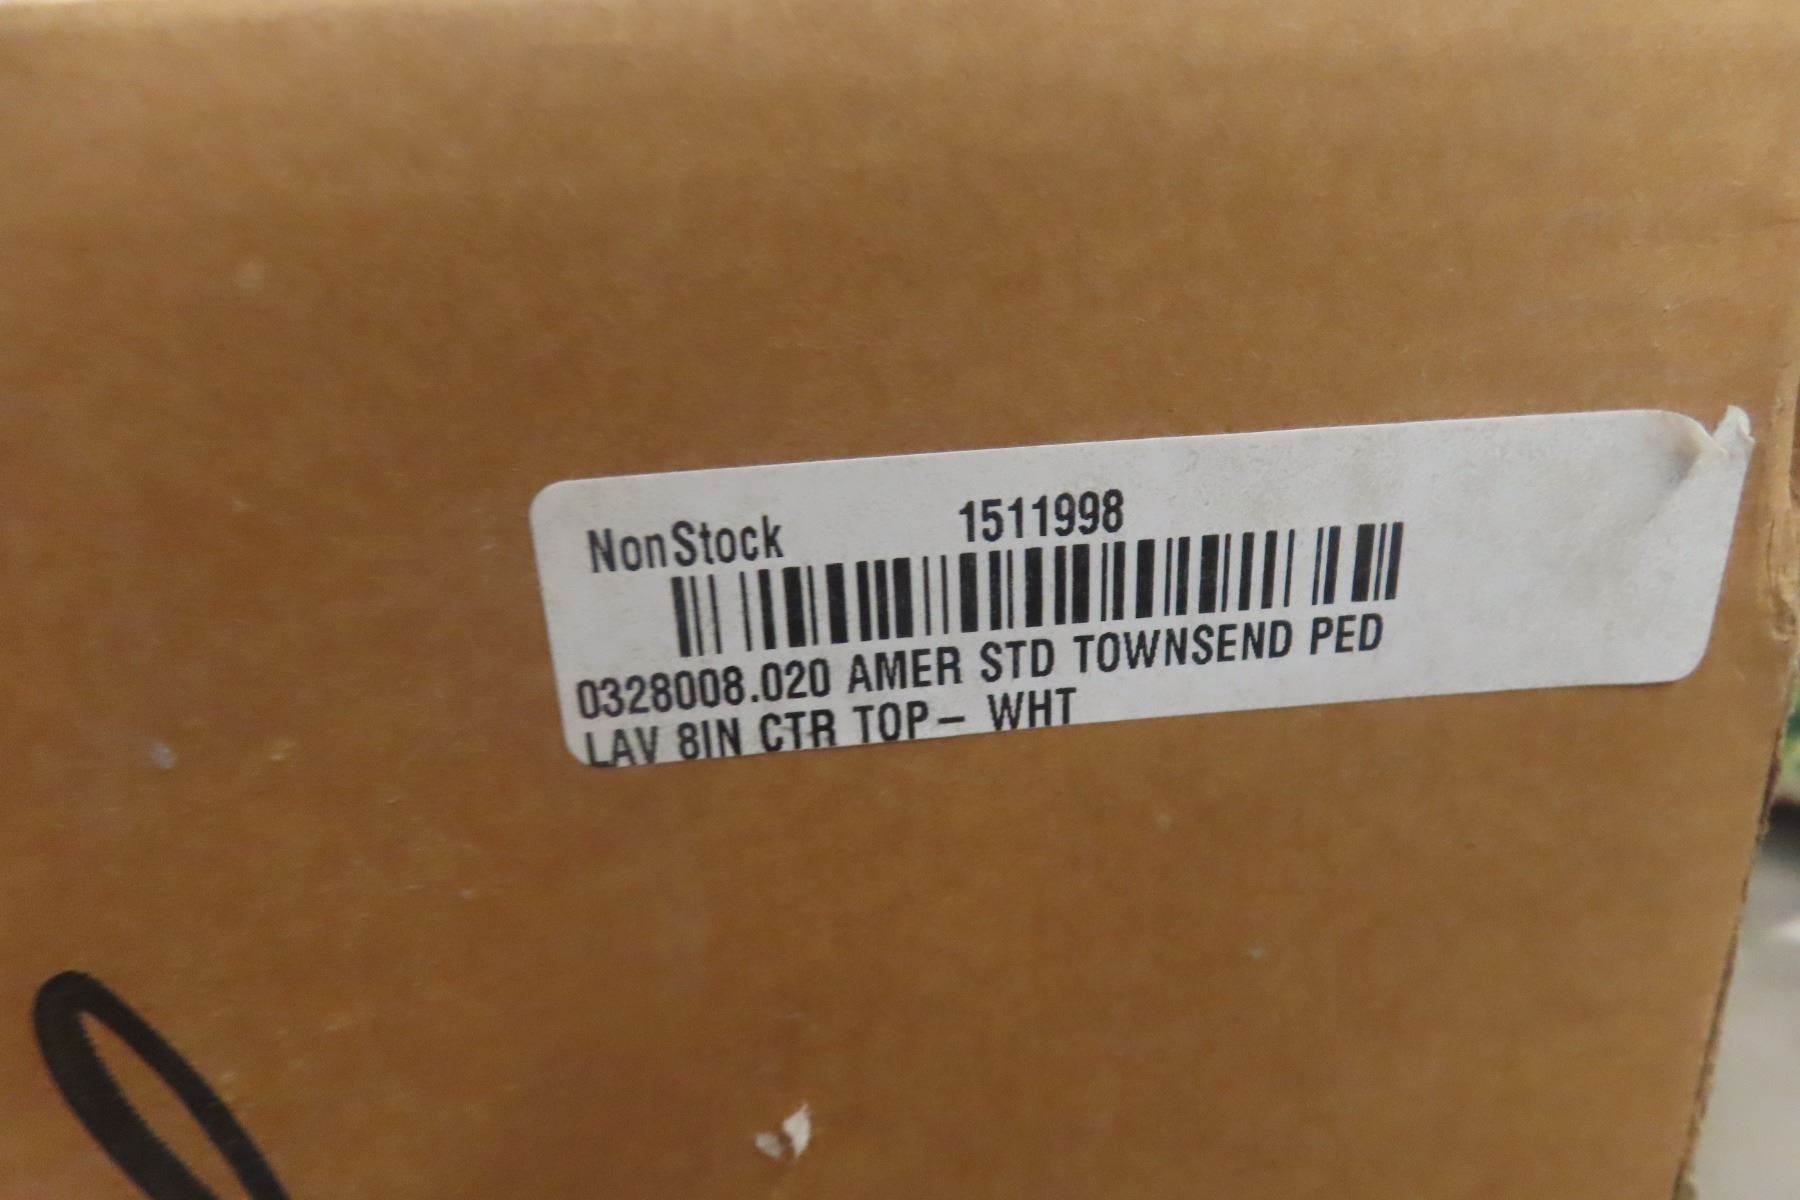 NonStock 1511998
0328008.020 AMER STD TOWNSEND PED
LAV 8IN CTR TOP- WHT